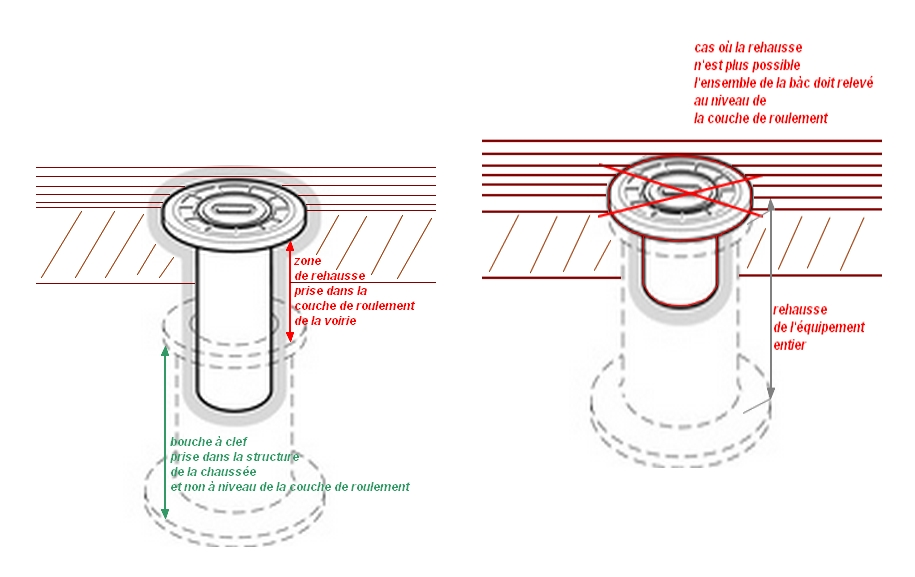 cas où la rehausse
n'est plus possible
l'ensemble de la bàc doit relevé
au niveau de
la couche de roulement
zone
de rehausse
prise dans la
couche de roulement
de la voirie
rehausse
de l'équipement
entier
bouche à clef
prise dans la structure
de la chaussée
et non à niveau de la couche de roulement